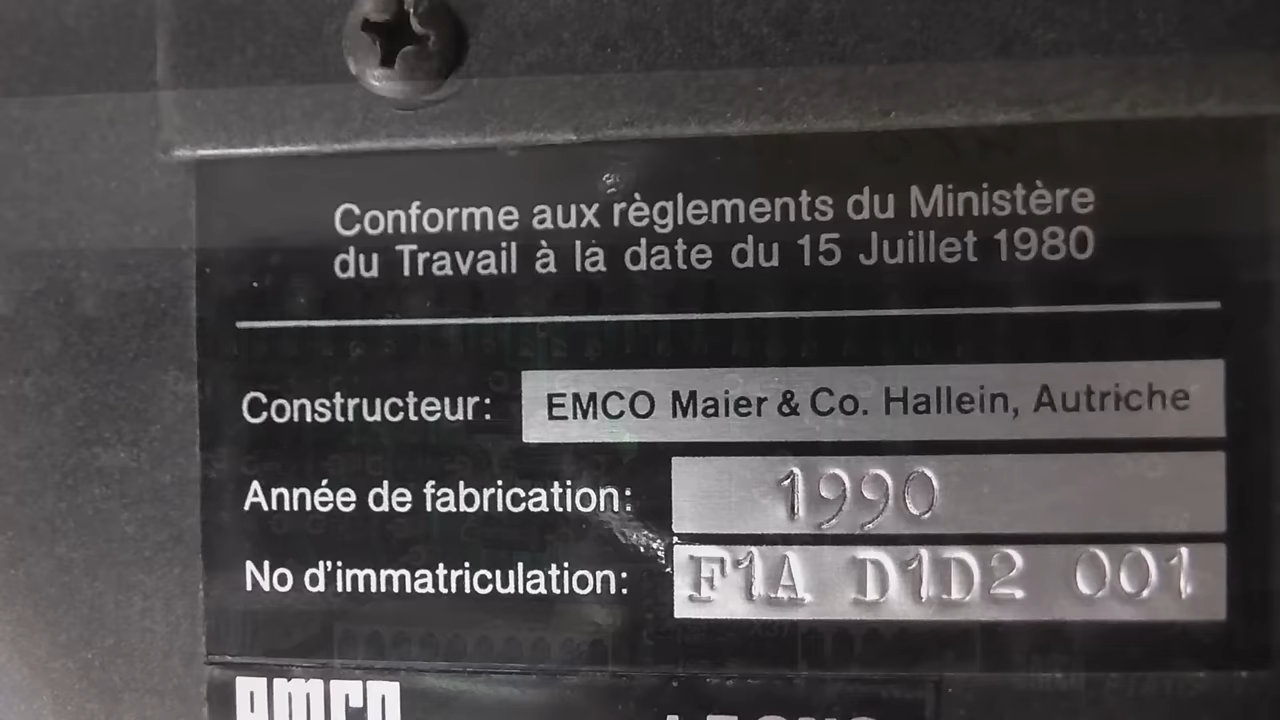 Conforme aux règlements du Ministère
du Travail à la date du 15 Juillet 1980
Constructeur: EMCO Maier & Co. Hallein, Autriche
Année de fabrication: 1990
No d'immatriculation: F1A D1D2 001
emco